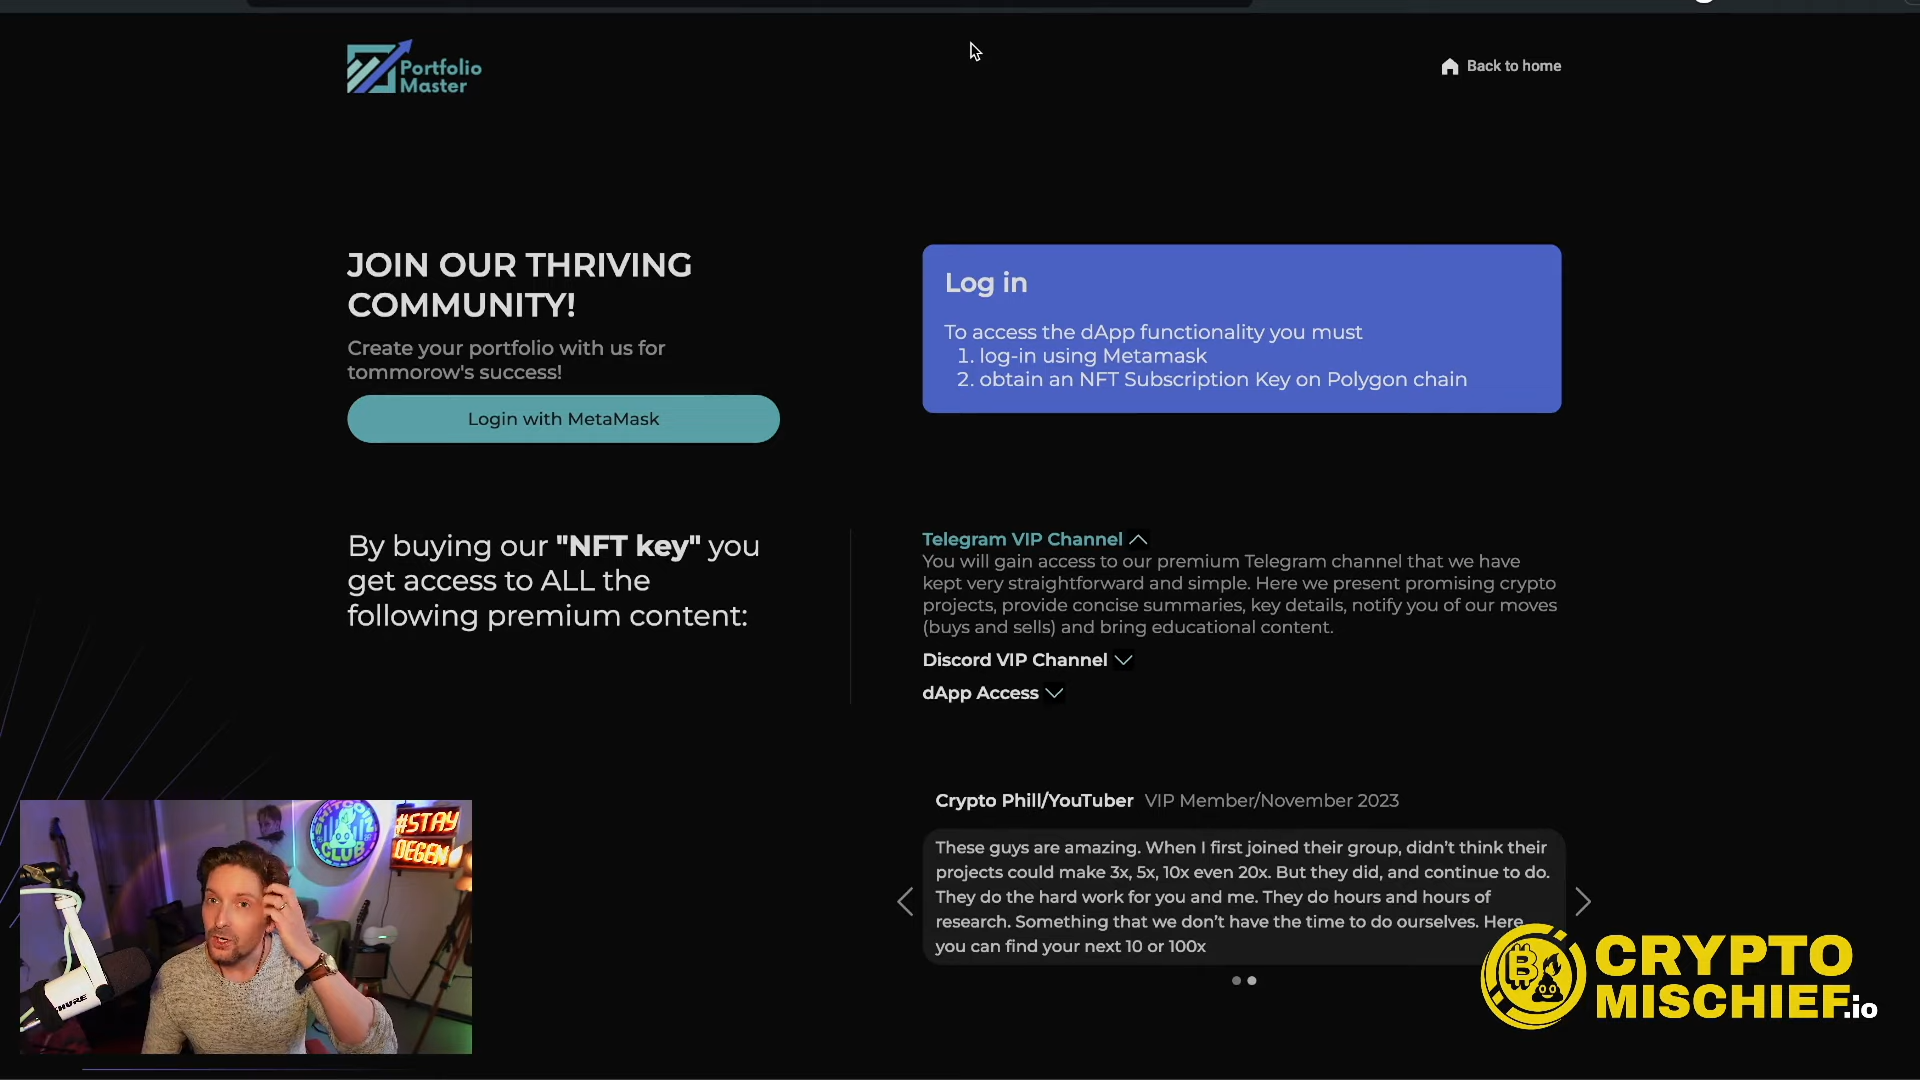 Portfolio
Master
Back to home
JOIN OUR THRIVING
COMMUNITY!
Create your portfolio with us for
tommorow's success!
Login with MetaMask
Log in
To access the dApp functionality you must
1. log-in using Metamask
2. obtain an NFT Subscription Key on Polygon chain
By buying our "NFT key" you
get access to ALL the
following premium content:
Telegram VIP Channel
You will gain access to our premium Telegram channel that we have
kept very straightforward and simple. Here we present promising crypto
projects, provide concise summaries, key details, notify you of our moves
(buys and sells) and bring educational content.
Discord VIP Channel
dApp Access
Crypto Phill/YouTuber VIP Member/November 2023
These guys are amazing. When I first joined their group, didn't think their
projects could make 3x, 5x, 10x even 20x. But they did, and continue to do.
They do the hard work for you and me. They do hours and hours of
research. Something that we don't have the time to do ourselves. Here
you can find your next 10 or 100x
SHITCOIN
CLUB
#STAY
DEGEN
SHURE
CRYPTO
MISCHIEF.io